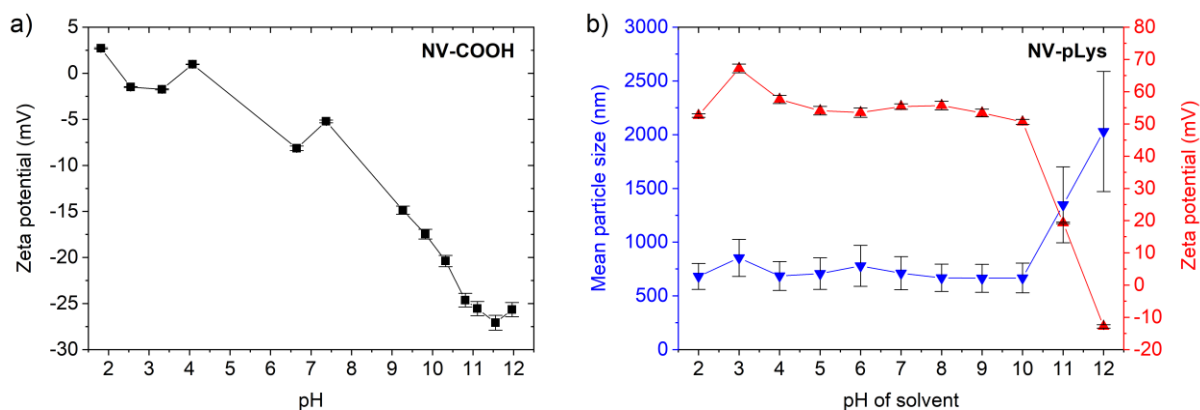 a)
NV-COOH
Zeta potential (mV)
5
0
-5
-10
-15
-20
-25
-30
2 3 4 5 6 7 8 9 10 11 12
pH
b)
NV-pLys
Mean particle size (nm)
3000
2500
2000
1500
1000
500
0
2 3 4 5 6 7 8 9 10 11 12
pH of solvent
80
70
60
50
40
30
20
10
0
-10
-20
Zeta potential (mV)